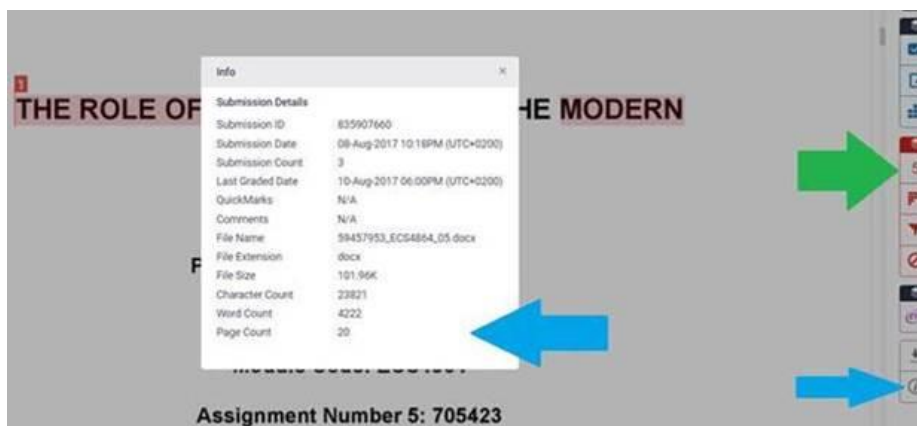 Info ×
1
THE ROLE OF HE MODERN
Submission Details
Submission ID 835907660
Submission Date 08-Aug-2017 10:18PM (UTC+0200)
Submission Count 3
Last Graded Date 10-Aug-2017 06:00PM (UTC+0200)
QuickMarks N/A
Comments N/A
File Name 59457953_ECS4864_05.docx
File Extension docx
File Size 101.96K
Character Count 23821
Word Count 4222
Page Count 20
Assignment Number 5: 705423